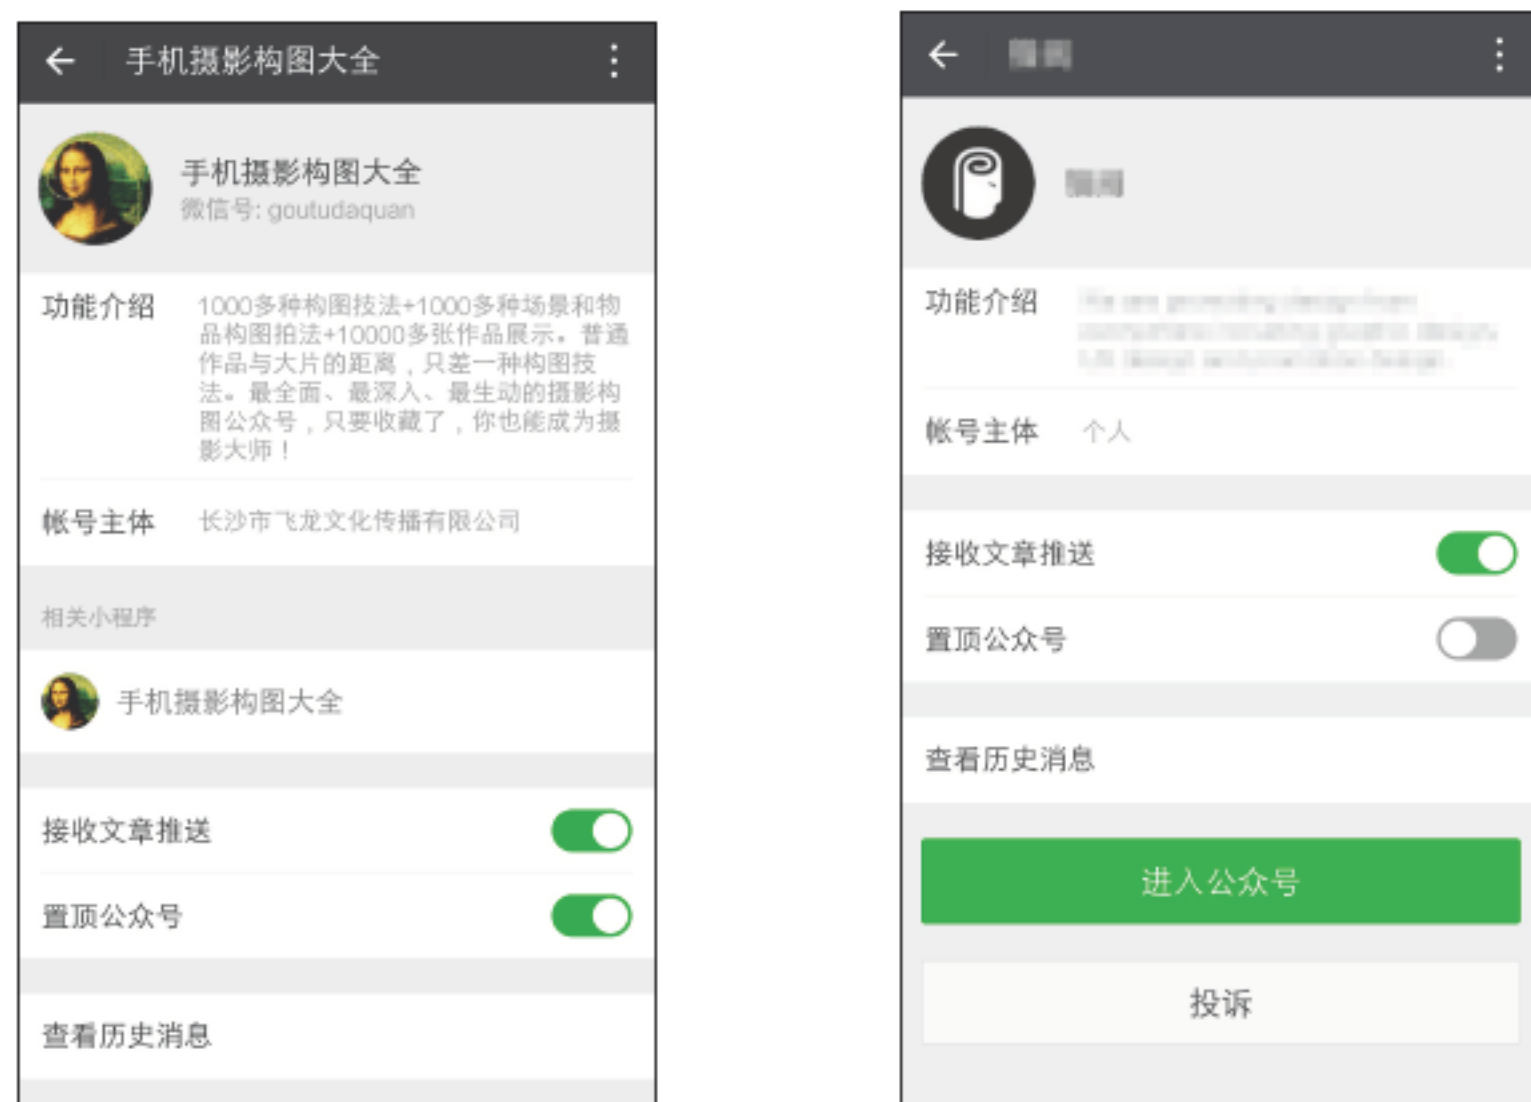 手机摄影构图大全
手机摄影构图大全
微信号: goutudaquan
功能介绍
1000多种构图技法+1000多种场景和物
品构图拍法+10000多张作品展示。普通
作品与大片的距离，只差一种构图技
法。最全面、最深入、最生动的摄影构
图公众号，只要收藏了，你也能成为摄
影大师！
帐号主体 长沙市飞龙文化传播有限公司
相关小程序
手机摄影构图大全
接收文章推送
置顶公众号
查看历史消息
功能介绍
帐号主体 个人
接收文章推送
置顶公众号
查看历史消息
进入公众号
投诉